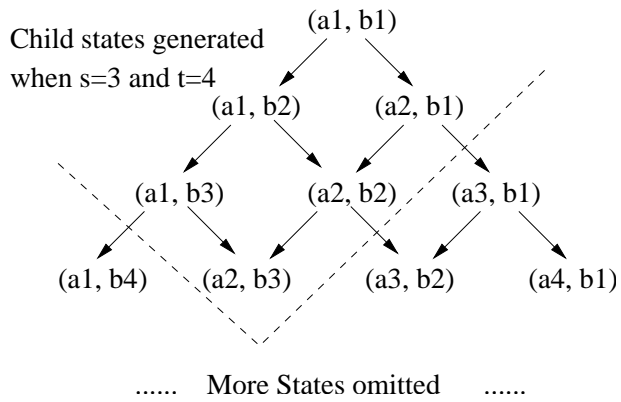 (a1, b1)
Child states generated
when s=3 and t=4
(a1, b2) (a2, b1)
(a1, b3) (a2, b2) (a3, b1)
(a1, b4) (a2, b3) (a3, b2) (a4, b1)
...... More States omitted ......